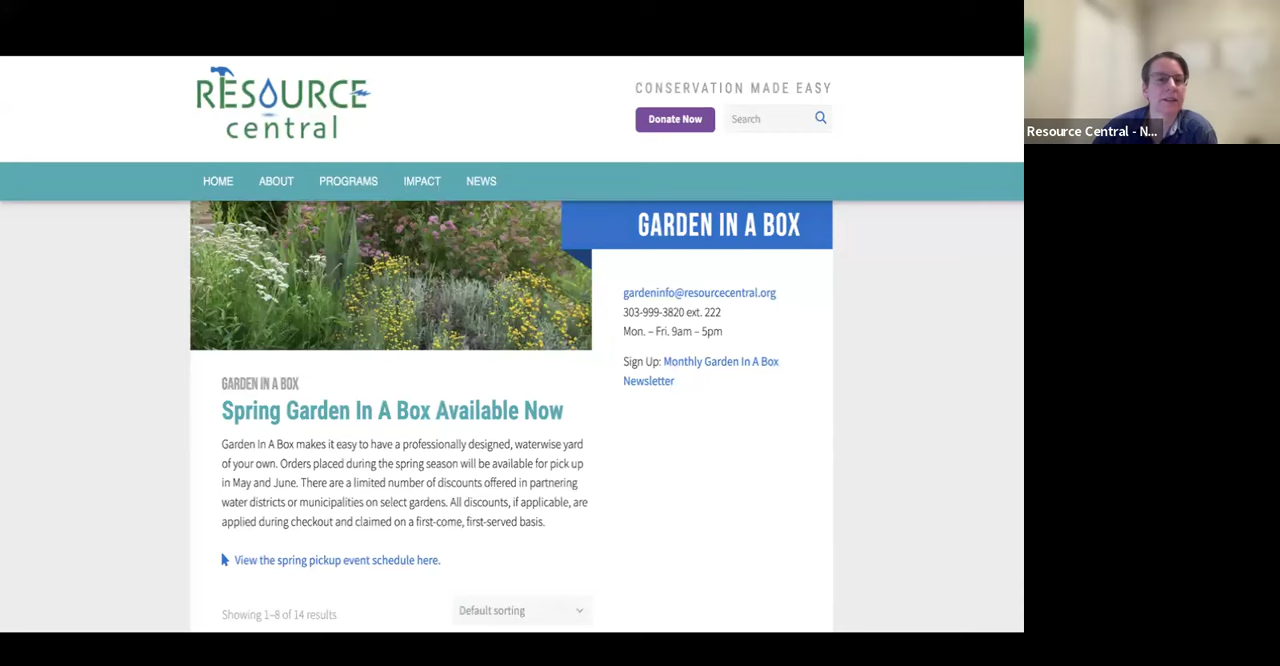 RESOURCE
central
CONSERVATION MADE EASY
Donate Now
Search
Resource Central - N...
HOME ABOUT PROGRAMS IMPACT NEWS
GARDEN IN A BOX
gardeninfo@resourcecentral.org
303-999-3820 ext. 222
Mon. – Fri. 9am – 5pm
Sign Up: Monthly Garden In A Box
Newsletter
GARDEN IN A BOX
Spring Garden In A Box Available Now
Garden In A Box makes it easy to have a professionally designed, waterwise yard
of your own. Orders placed during the spring season will be available for pick up
in May and June. There are a limited number of discounts offered in partnering
water districts or municipalities on select gardens. All discounts, if applicable, are
applied during checkout and claimed on a first-come, first-served basis.
View the spring pickup event schedule here.
Showing 1–8 of 14 results
Default sorting